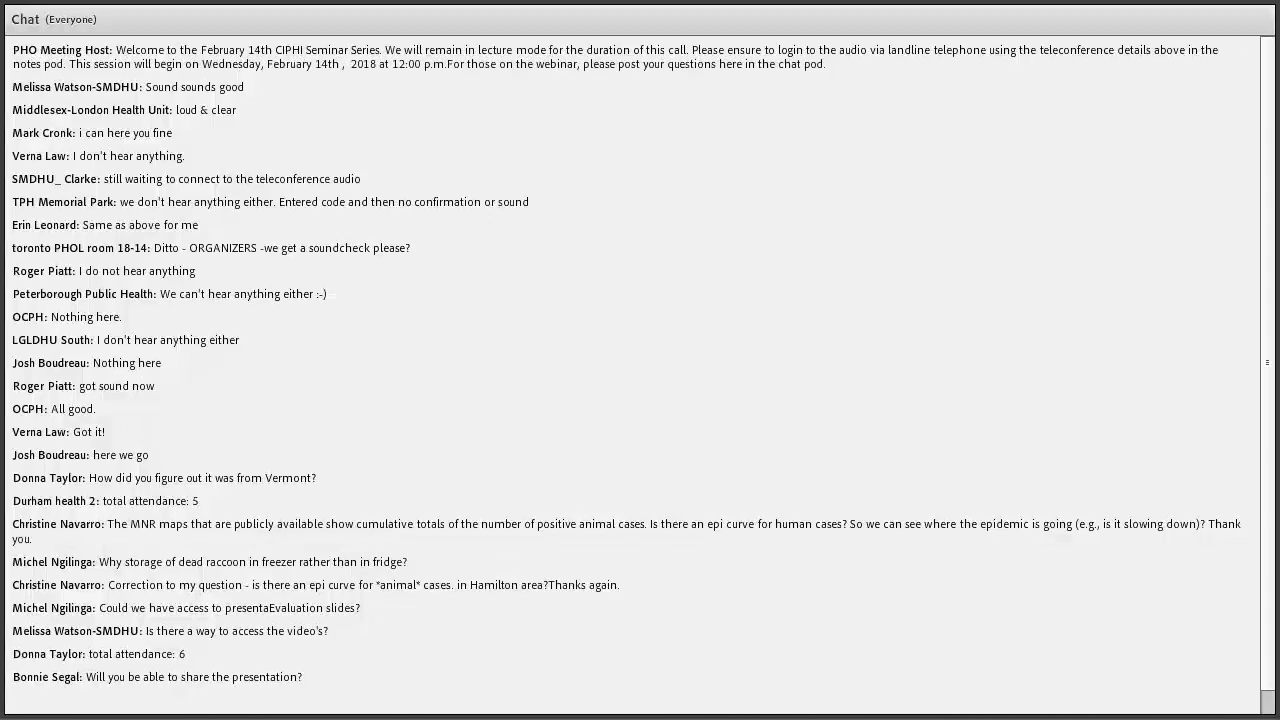 Chat (Everyone)
PHO Meeting Host: Welcome to the February 14th CIPHI Seminar Series. We will remain in lecture mode for the duration of this call. Please ensure to login to the audio via landline telephone using the teleconference details above in the
notes pod. This session will begin on Wednesday, February 14th ,  2018 at 12:00 p.m.For those on the webinar, please post your questions here in the chat pod.
Melissa Watson-SMDHU: Sound sounds good
Middlesex-London Health Unit: loud & clear
Mark Cronk: i can here you fine
Verna Law: I don't hear anything.
SMDHU_ Clarke: still waiting to connect to the teleconference audio
TPH Memorial Park: we don't hear anything either. Entered code and then no confirmation or sound
Erin Leonard: Same as above for me
toronto PHOL room 18-14: Ditto - ORGANIZERS -we get a soundcheck please?
Roger Piatt: I do not hear anything
Peterborough Public Health: We can't hear anything either :-)
OCPH: Nothing here.
LGLDHU South: I don't hear anything either
Josh Boudreau: Nothing here
Roger Piatt: got sound now
OCPH: All good.
Verna Law: Got it!
Josh Boudreau: here we go
Donna Taylor: How did you figure out it was from Vermont?
Durham health 2: total attendance: 5
Christine Navarro: The MNR maps that are publicly available show cumulative totals of the number of positive animal cases. Is there an epi curve for human cases? So we can see where the epidemic is going (e.g., is it slowing down)? Thank
you.
Michel Ngilinga: Why storage of dead raccoon in freezer rather than in fridge?
Christine Navarro: Correction to my question - is there an epi curve for *animal* cases. in Hamilton area?Thanks again.
Michel Ngilinga: Could we have access to presentaEvaluation slides?
Melissa Watson-SMDHU: Is there a way to access the video's?
Donna Taylor: total attendance: 6
Bonnie Segal: Will you be able to share the presentation?